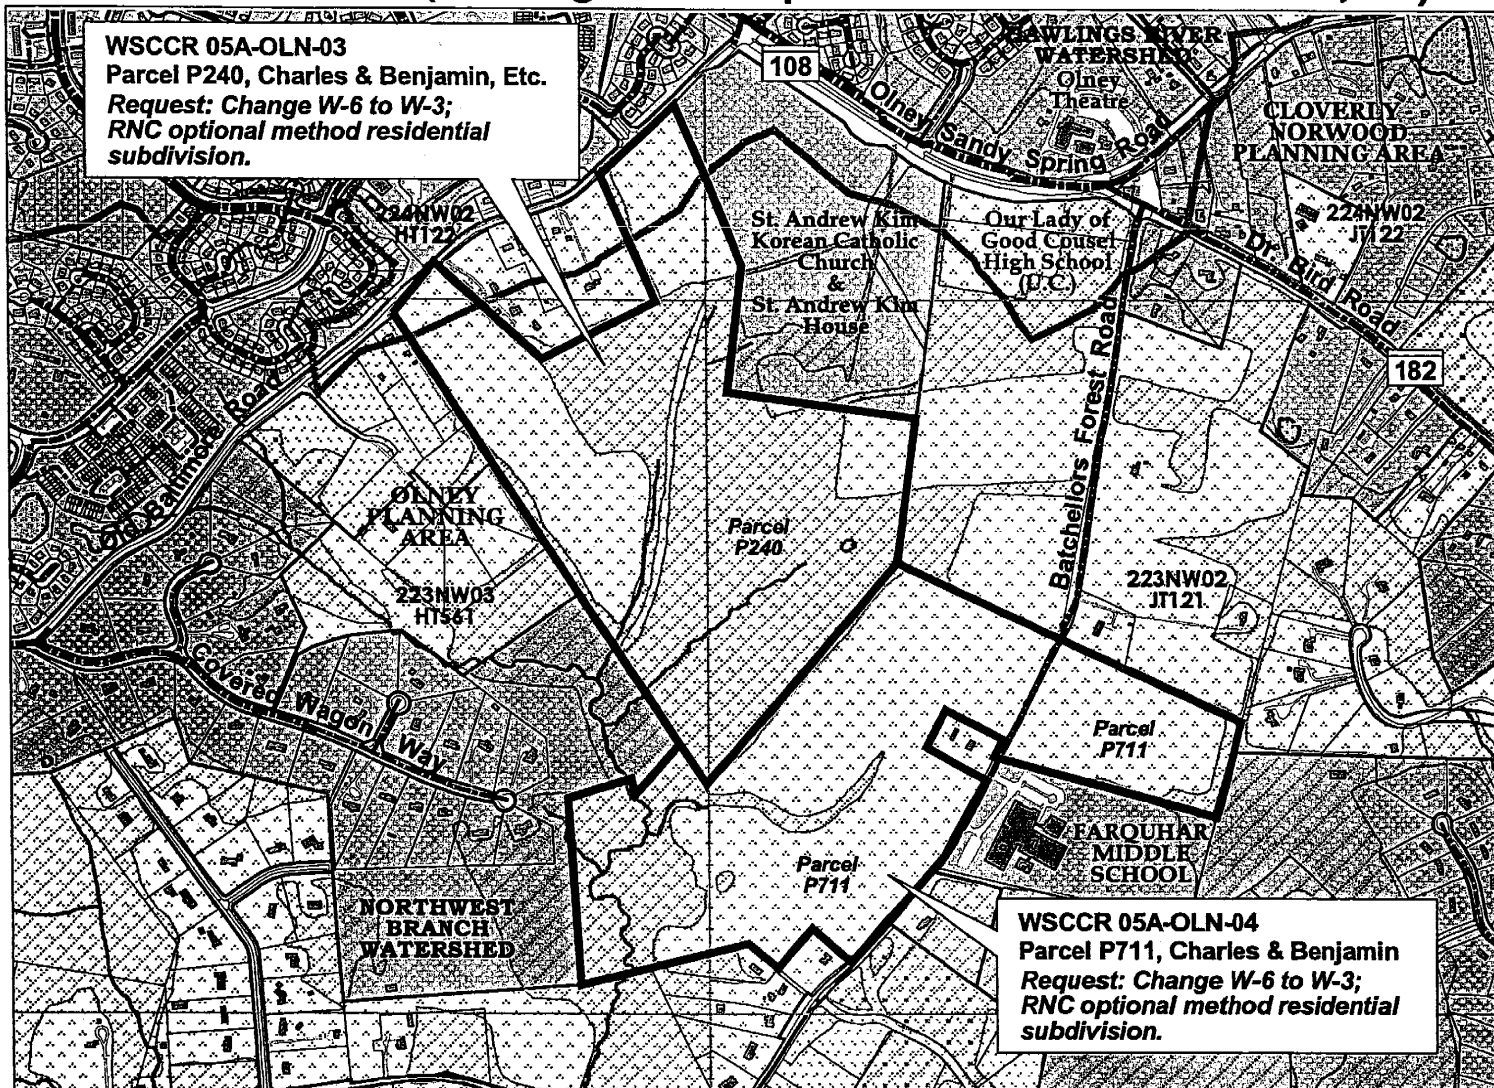 WSCCR 05A-OLN-03
Parcel P240, Charles & Benjamin, Etc.
Request: Change W-6 to W-3;
RNC optional method residential
subdivision.
108
Olney Sandy Spring Road
HAWLINGS RIVER
WATERSHED
Olney
Theatre
CLOVERLY
NORWOOD
PLANNING AREA
224NW02
HT122
St. Andrew Kim
Korean Catholic
Church
&
St. Andrew Kim
House
Our Lady of
Good Cousel
High School
(U.C.)
224NW02
JT122
Dr. Bird Road
182
Old Baltimore Road
Batchellors Forest Road
OLNEY
PLANNING
AREA
Parcel
P240
223NW03
HT561
223NW02
JT121
Covered Wagon Way
Parcel
P711
FARQUHAR
MIDDLE
SCHOOL
Parcel
P711
NORTHWEST
BRANCH
WATERSHED
WSCCR 05A-OLN-04
Parcel P711, Charles & Benjamin
Request: Change W-6 to W-3;
RNC optional method residential
subdivision.